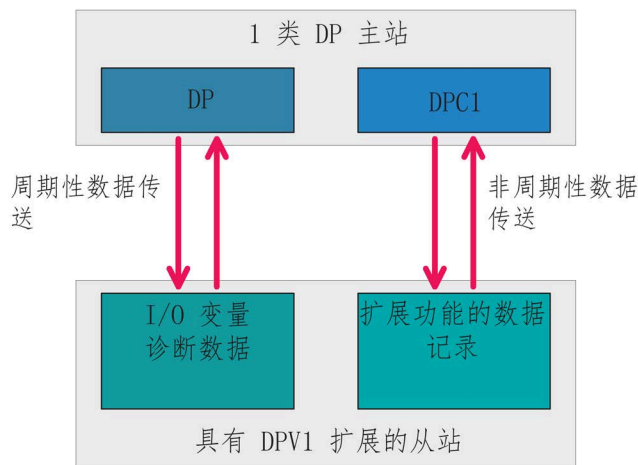 1 类 DP 主站
DP
DPC1
周期性数据传
送
非周期性数据
传送
I/O 变量
诊断数据
扩展功能的数据
记录
具有 DPV1 扩展的从站